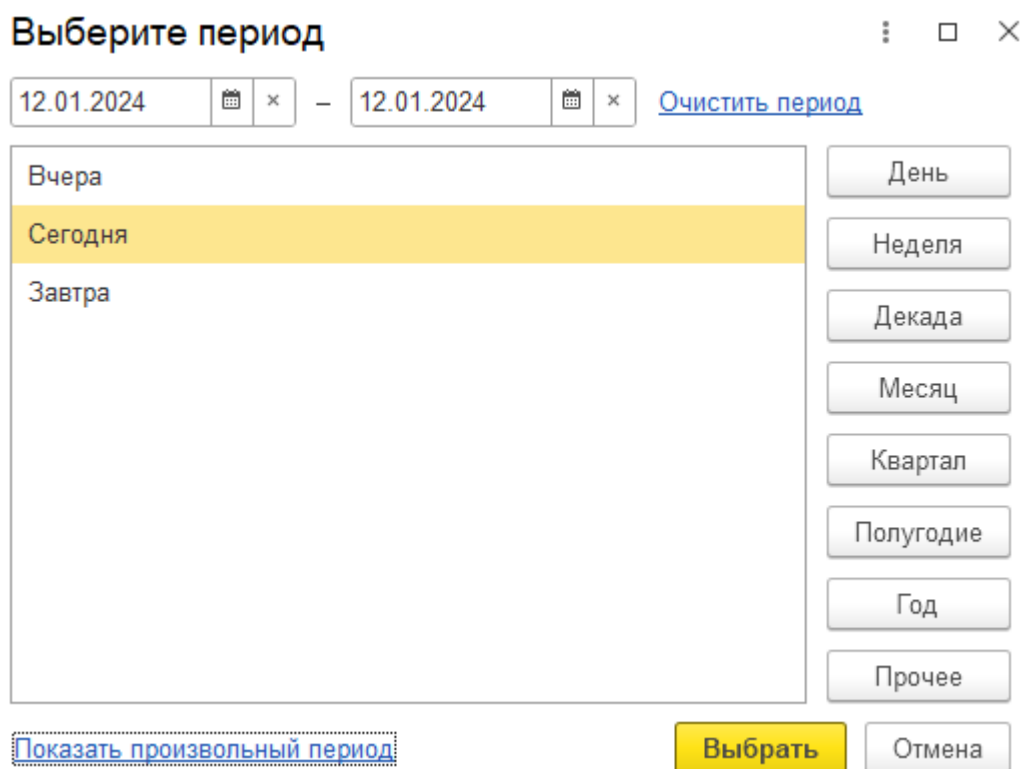 Выберите период
12.01.2024 – 12.01.2024 Очистить период
Вчера
Сегодня
Завтра
День
Неделя
Декада
Месяц
Квартал
Полугодие
Год
Прочее
Показать произвольный период
Выбрать
Отмена